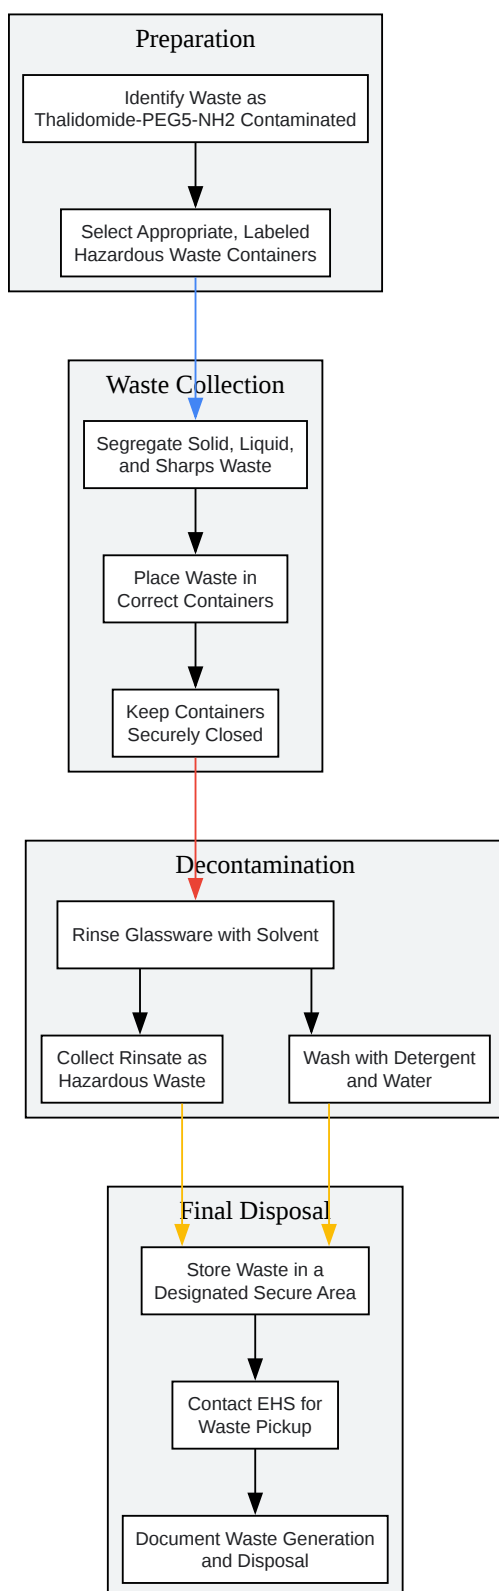 Preparation
Identify Waste as
Thalidomide-PEG5-NH2 Contaminated
Select Appropriate, Labeled
Hazardous Waste Containers
Waste Collection
Segregate Solid, Liquid,
and Sharps Waste
Place Waste in
Correct Containers
Keep Containers
Securely Closed
Decontamination
Rinse Glassware with Solvent
Collect Rinsate as
Hazardous Waste
Wash with Detergent
and Water
Final Disposal
Store Waste in a
Designated Secure Area
Contact EHS for
Waste Pickup
Document Waste Generation
and Disposal